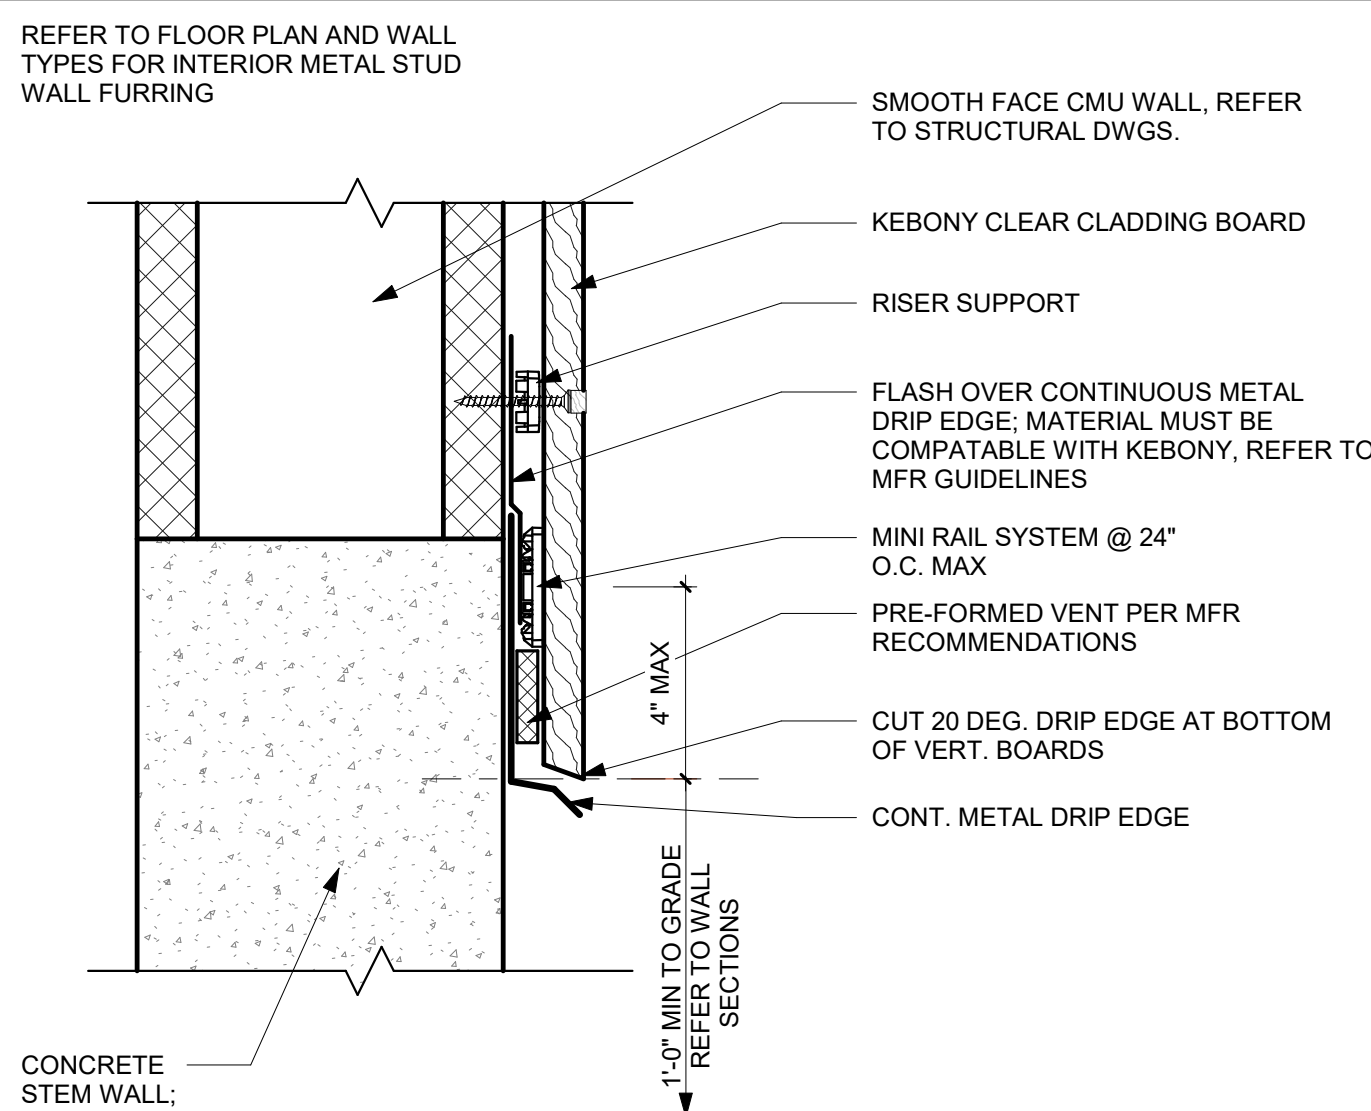 REFER TO FLOOR PLAN AND WALL
TYPES FOR INTERIOR METAL STUD
WALL FURRING
SMOOTH FACE CMU WALL, REFER
TO STRUCTURAL DWGS.
KEBONY CLEAR CLADDING BOARD
RISER SUPPORT
FLASH OVER CONTINUOUS METAL
DRIP EDGE; MATERIAL MUST BE
COMPATABLE WITH KEBONY, REFER TO
MFR GUIDELINES
MINI RAIL SYSTEM @ 24"
O.C. MAX
PRE-FORMED VENT PER MFR
RECOMMENDATIONS
4" MAX
CUT 20 DEG. DRIP EDGE AT BOTTOM
OF VERT. BOARDS
CONT. METAL DRIP EDGE
1'-0" MIN TO GRADE
REFER TO WALL
SECTIONS
CONCRETE
STEM WALL;